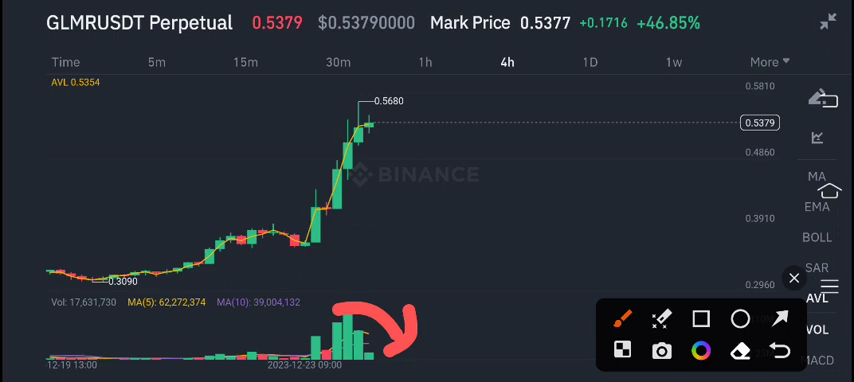 GLMRUSDT Perpetual 0.5379 $0.53790000 Mark Price 0.5377 +0.1716 +46.85%
Time 5m 15m 30m 1h 4h 1D 1w More
AVL 0.5354
0.5810
0.5680
0.5379
0.4860
BINANCE
MA
EMA
0.3910
BOLL
SAR
0.3090
0.2960
AVL
Vol: 17,631,730 MA(5): 62,272,374 MA(10): 39,004,132
VOL
MACD
12-19 13:00 2023-12-23 09:00